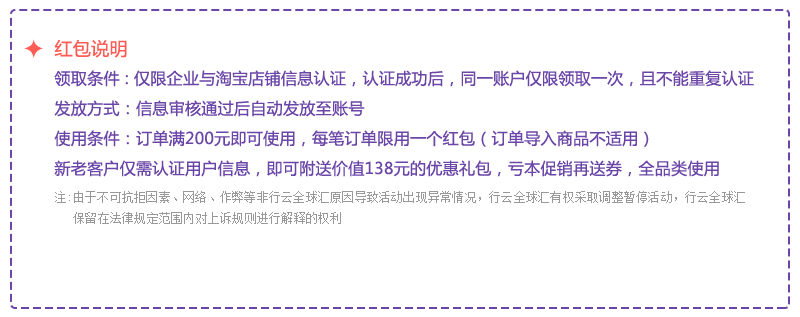 红包说明
领取条件：仅限企业与淘宝店铺信息认证，认证成功后，同一账户仅限领取一次，且不能重复认证
发放方式：信息审核通过后自动发放至账号
使用条件：订单满200元即可使用，每笔订单限用一个红包（订单导入商品不适用）
新老客户仅需认证用户信息，即可附送价值138元的优惠礼包，亏本促销再送券，全品类使用
注：由于不可抗拒因素、网络、作弊等非行云全球汇原因导致活动出现异常情况，行云全球汇有权采取调整暂停活动，行云全球汇
保留在法律规定范围内对上诉规则进行解释的权利